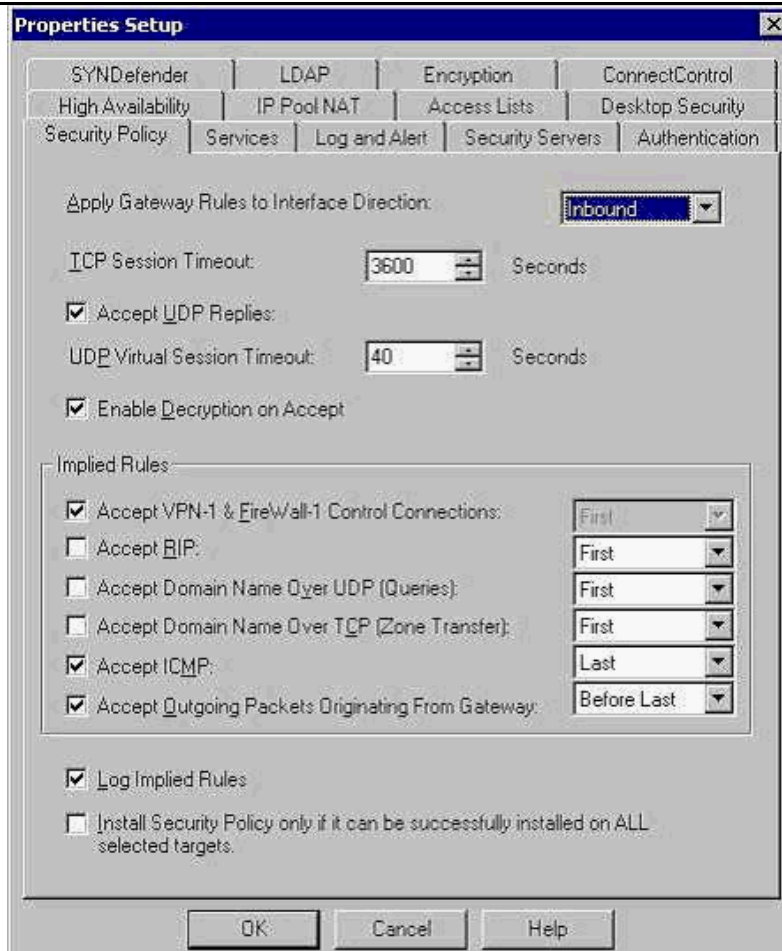 Properties Setup
SYNDefender LDAP Encryption ConnectControl
High Availability IP Pool NAT Access Lists Desktop Security
Security Policy Services Log and Alert Security Servers Authentication
Apply Gateway Rules to Interface Direction: Inbound
TCP Session Timeout: 3600 Seconds
Accept UDP Replies:
UDP Virtual Session Timeout: 40 Seconds
Enable Decryption on Accept
Implied Rules
Accept VPN-1 & FireWall-1 Control Connections: First
Accept RIP: First
Accept Domain Name Over UDP (Queries): First
Accept Domain Name Over TCP (Zone Transfer): First
Accept ICMP: Last
Accept Outgoing Packets Originating From Gateway: Before Last
Log Implied Rules
Install Security Policy only if it can be successfully installed on ALL
selected targets.
OK Cancel Help